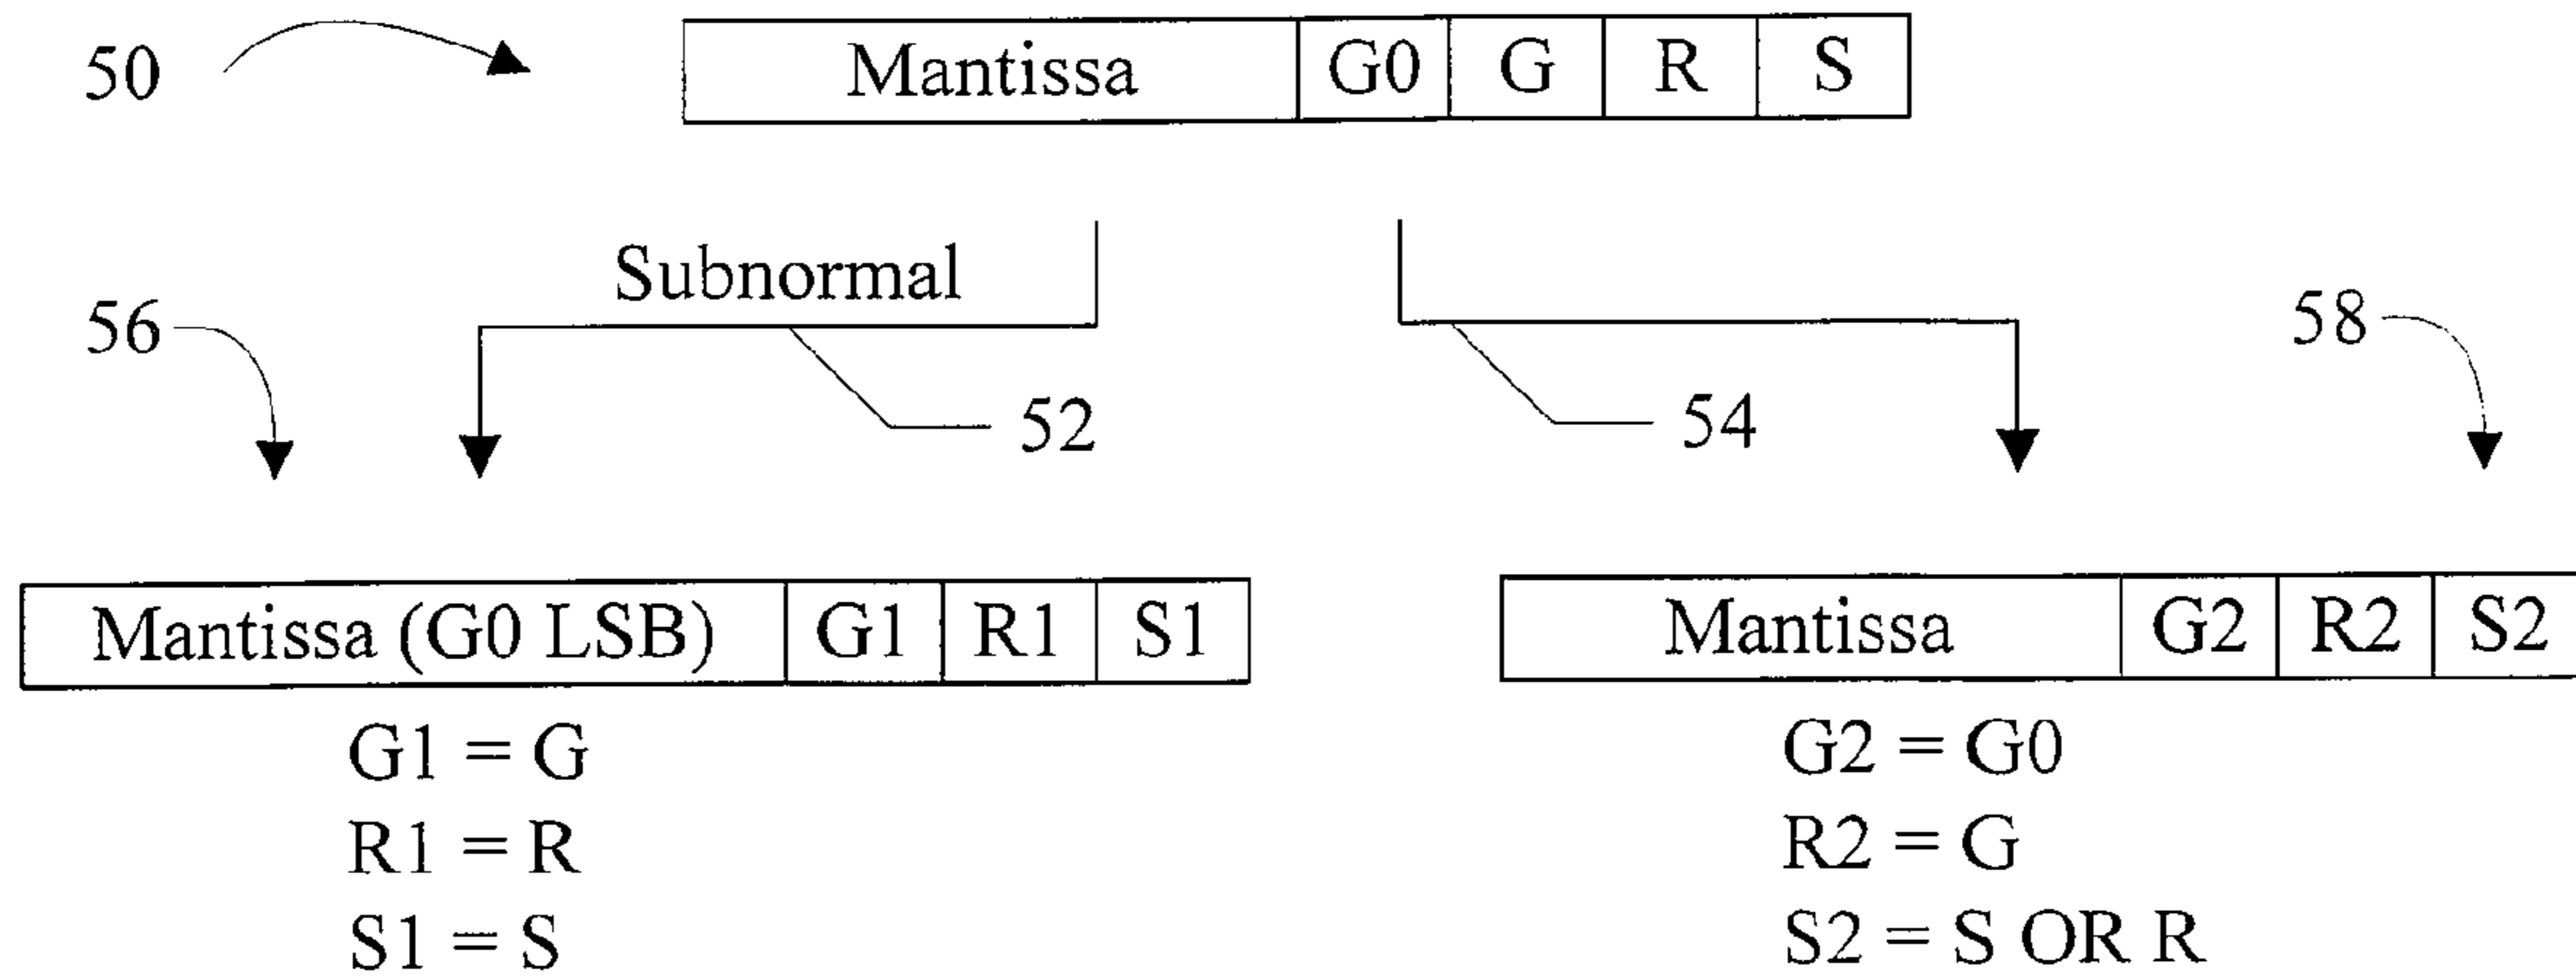 50
Mantissa G0 G R S
Subnormal
56
58
52
54
Mantissa (G0 LSB) G1 R1 S1
Mantissa G2 R2 S2
G1 = G
R1 = R
S1 = S
G2 = G0
R2 = G
S2 = S OR R